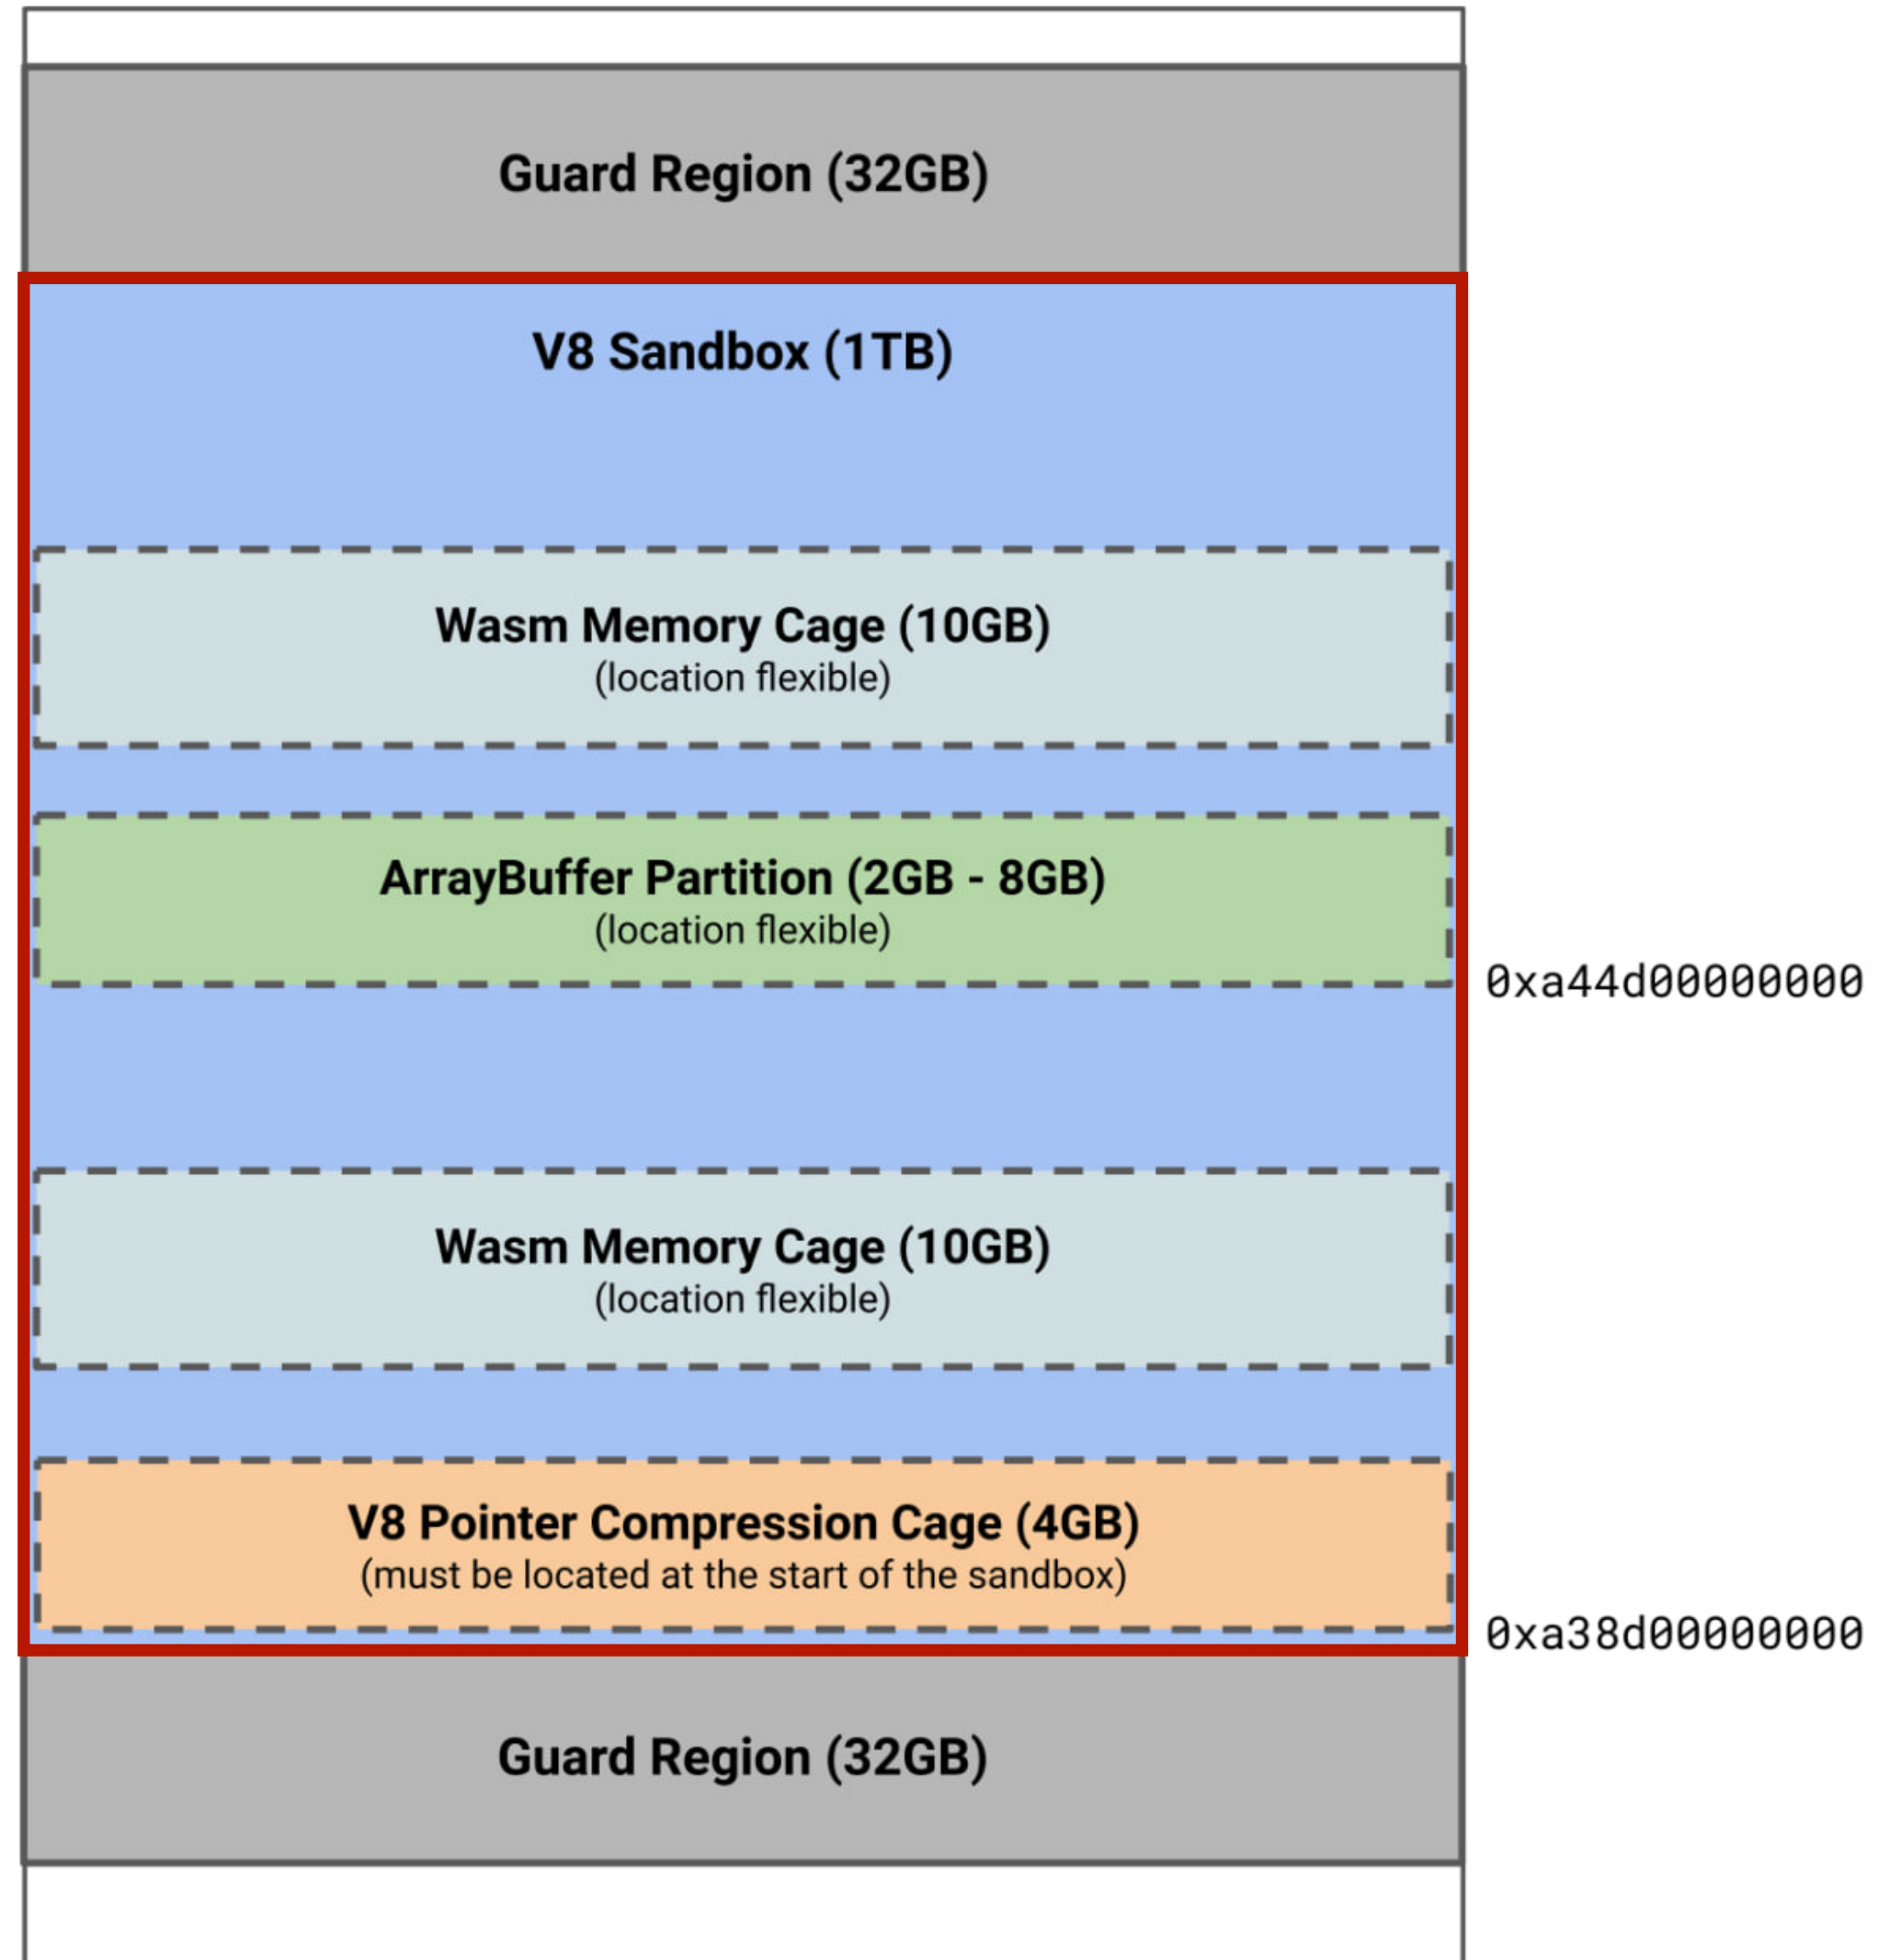 Guard Region (32GB)
V8 Sandbox (1TB)
Wasm Memory Cage (10GB)
(location flexible)
ArrayBuffer Partition (2GB - 8GB)
(location flexible)
0xa44d00000000
Wasm Memory Cage (10GB)
(location flexible)
V8 Pointer Compression Cage (4GB)
(must be located at the start of the sandbox)
0xa38d00000000
Guard Region (32GB)